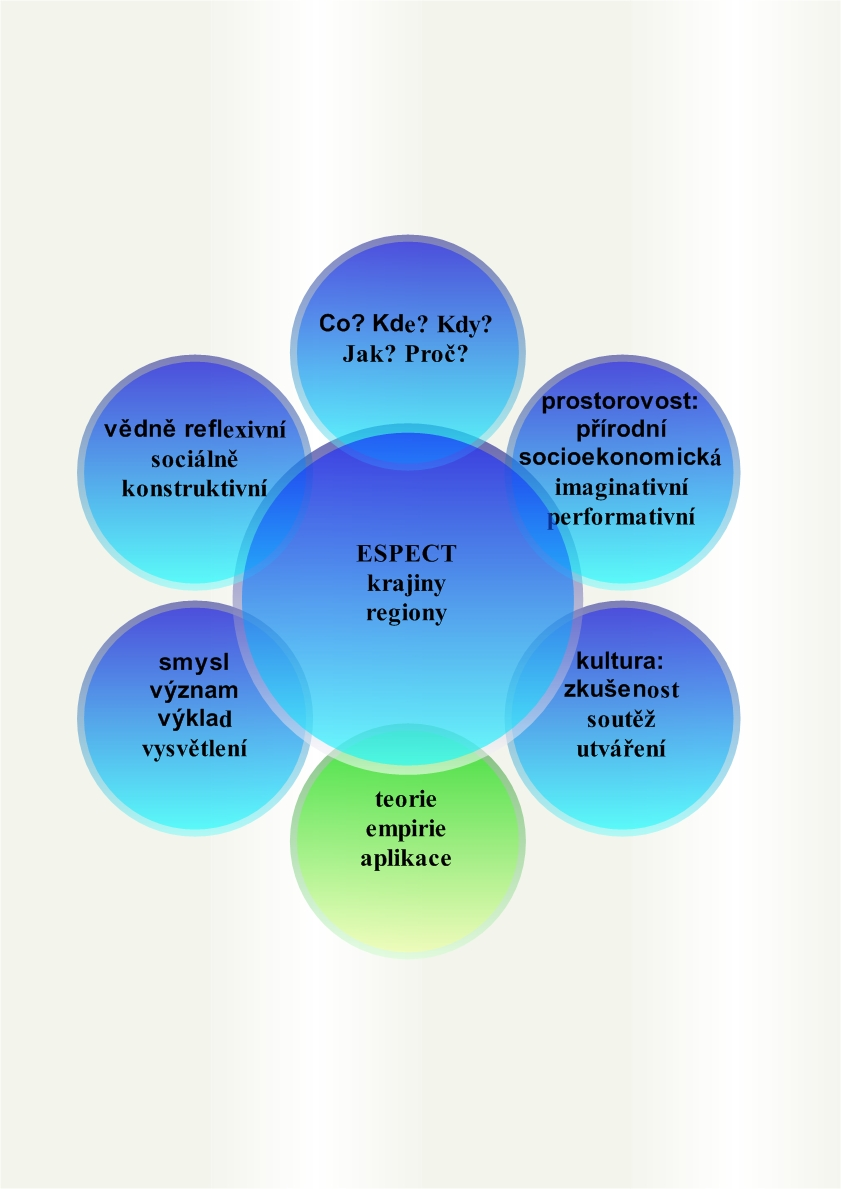 Co? Kde? Kdy?
Jak? Proč?
prostorovost:
přírodní
socioekonomická
imaginativní
performativní
vědně reflexivní
sociálně
konstruktivní
ESPECT
krajiny
regiony
smysl
význam
výklad
vysvětlení
kultura:
zkušenost
soutěž
utváření
teorie
empirie
aplikace